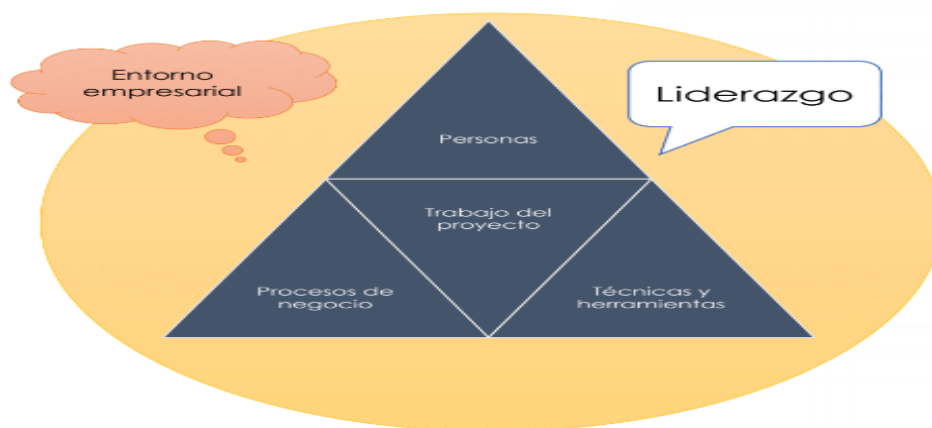 Entorno
empresarial
Liderazgo
Personas
Trabajo del
proyecto
Procesos de
negocio
Técnicas y
herramientas